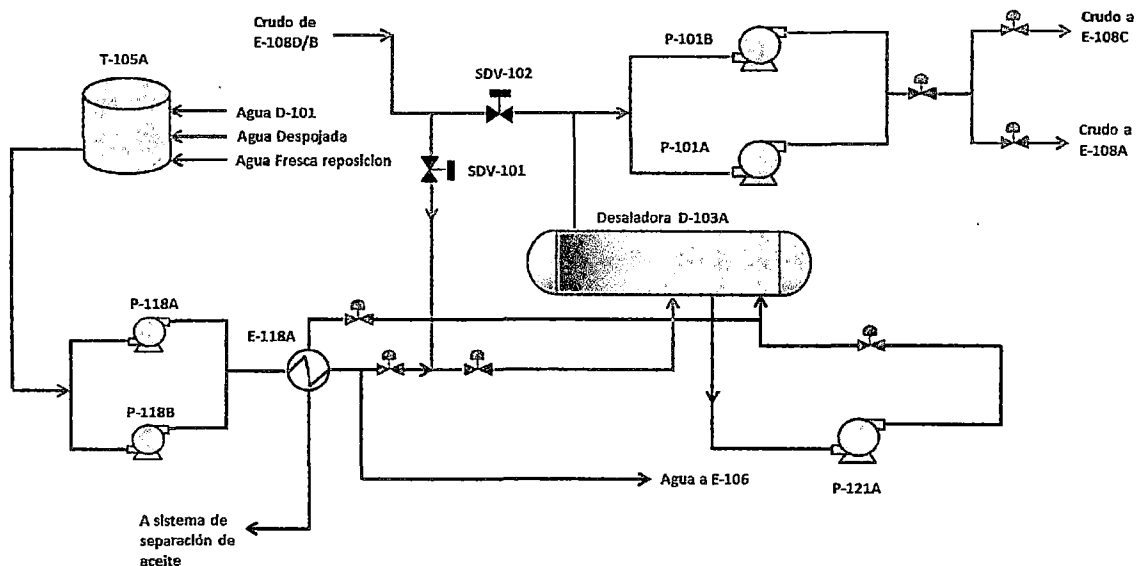 Crudo de
E-108D/B
T-105A
Agua D-101
Agua Despojada
Agua Fresca reposicion
SDV-102
SDV-101
P-101B
P-101A
Crudo a
E-108C
Crudo a
E-108A
Desaladora D-103A
P-118A
P-118B
E-118A
Agua a E-106
P-121A
A sistema de
separación de
aceite